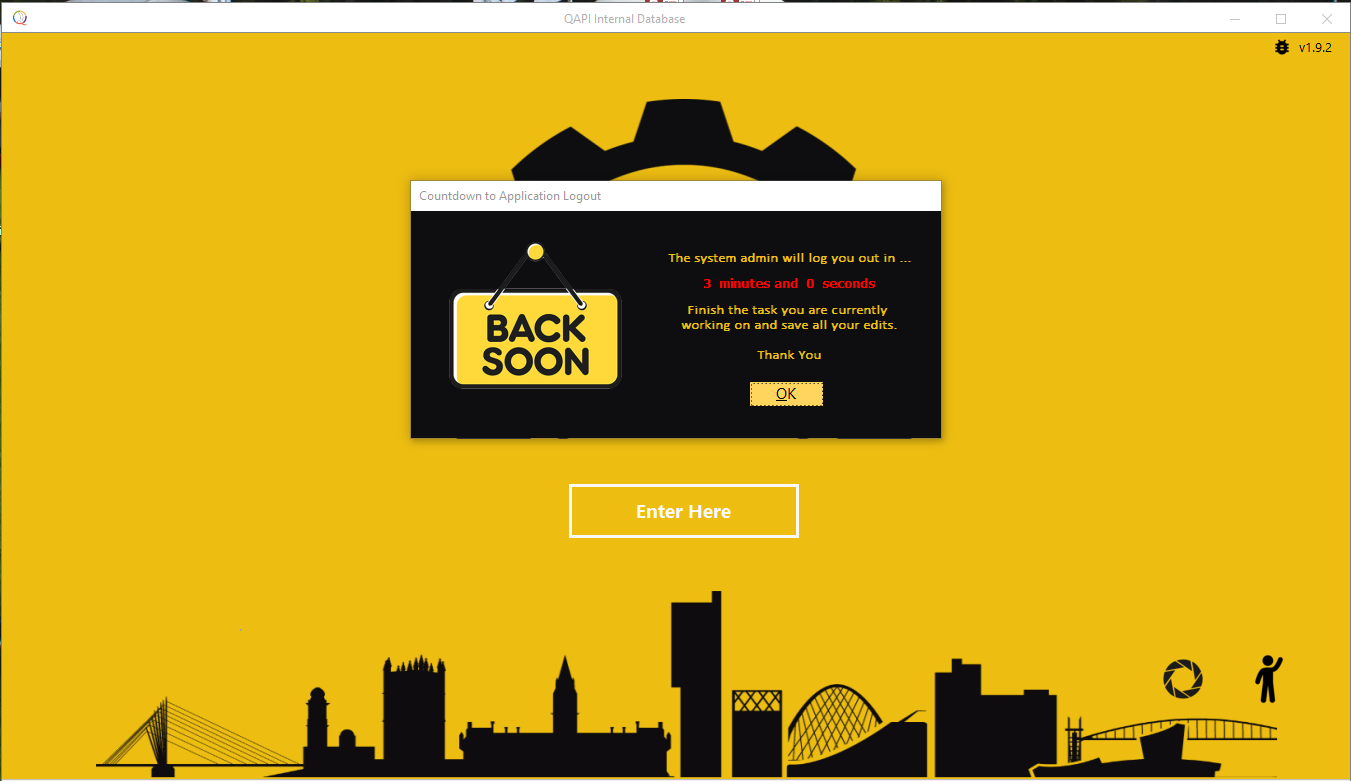 QAPI Internal Database
v1.9.2
Countdown to Application Logout
BACK
SOON
The system admin will log you out in ...
3 minutes and 0 seconds
Finish the task you are currently
working on and save all your edits.
Thank You
OK
Enter Here